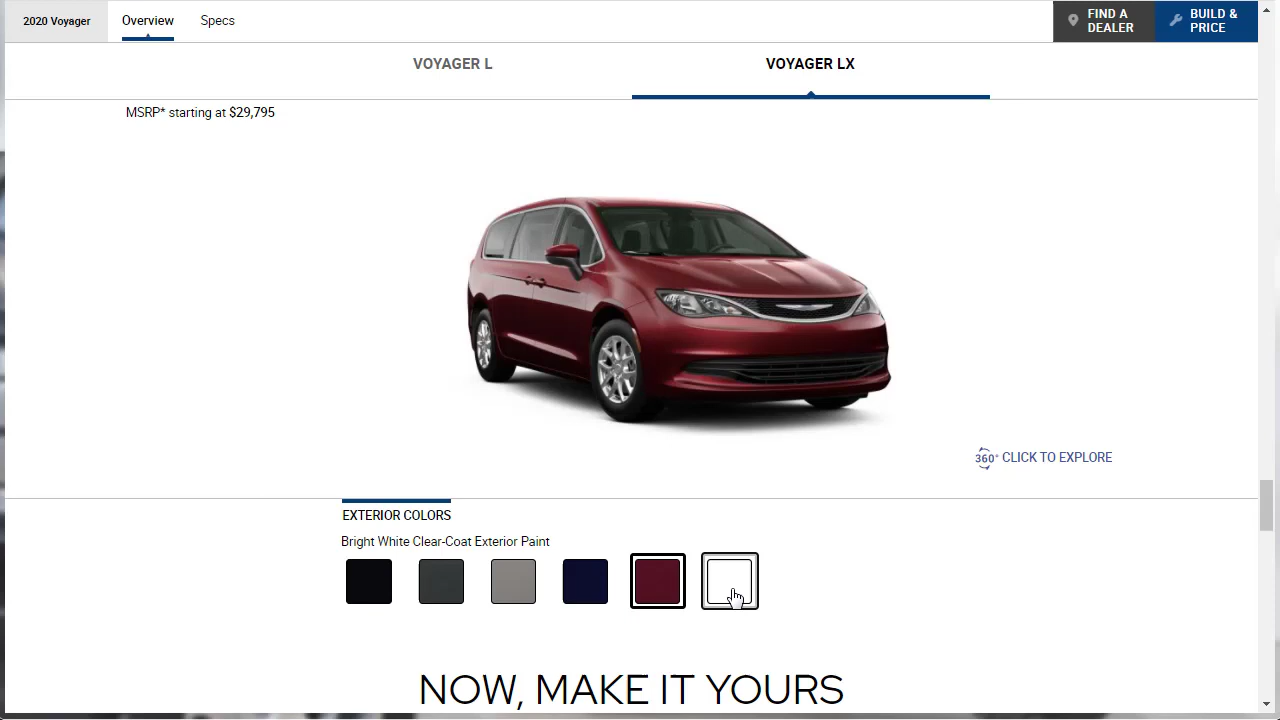 2020 Voyager
Overview
Specs
FIND A
DEALER
BUILD &
PRICE
VOYAGER L
VOYAGER LX
MSRP* starting at $29,795
360° CLICK TO EXPLORE
EXTERIOR COLORS
Bright White Clear-Coat Exterior Paint
NOW, MAKE IT YOURS